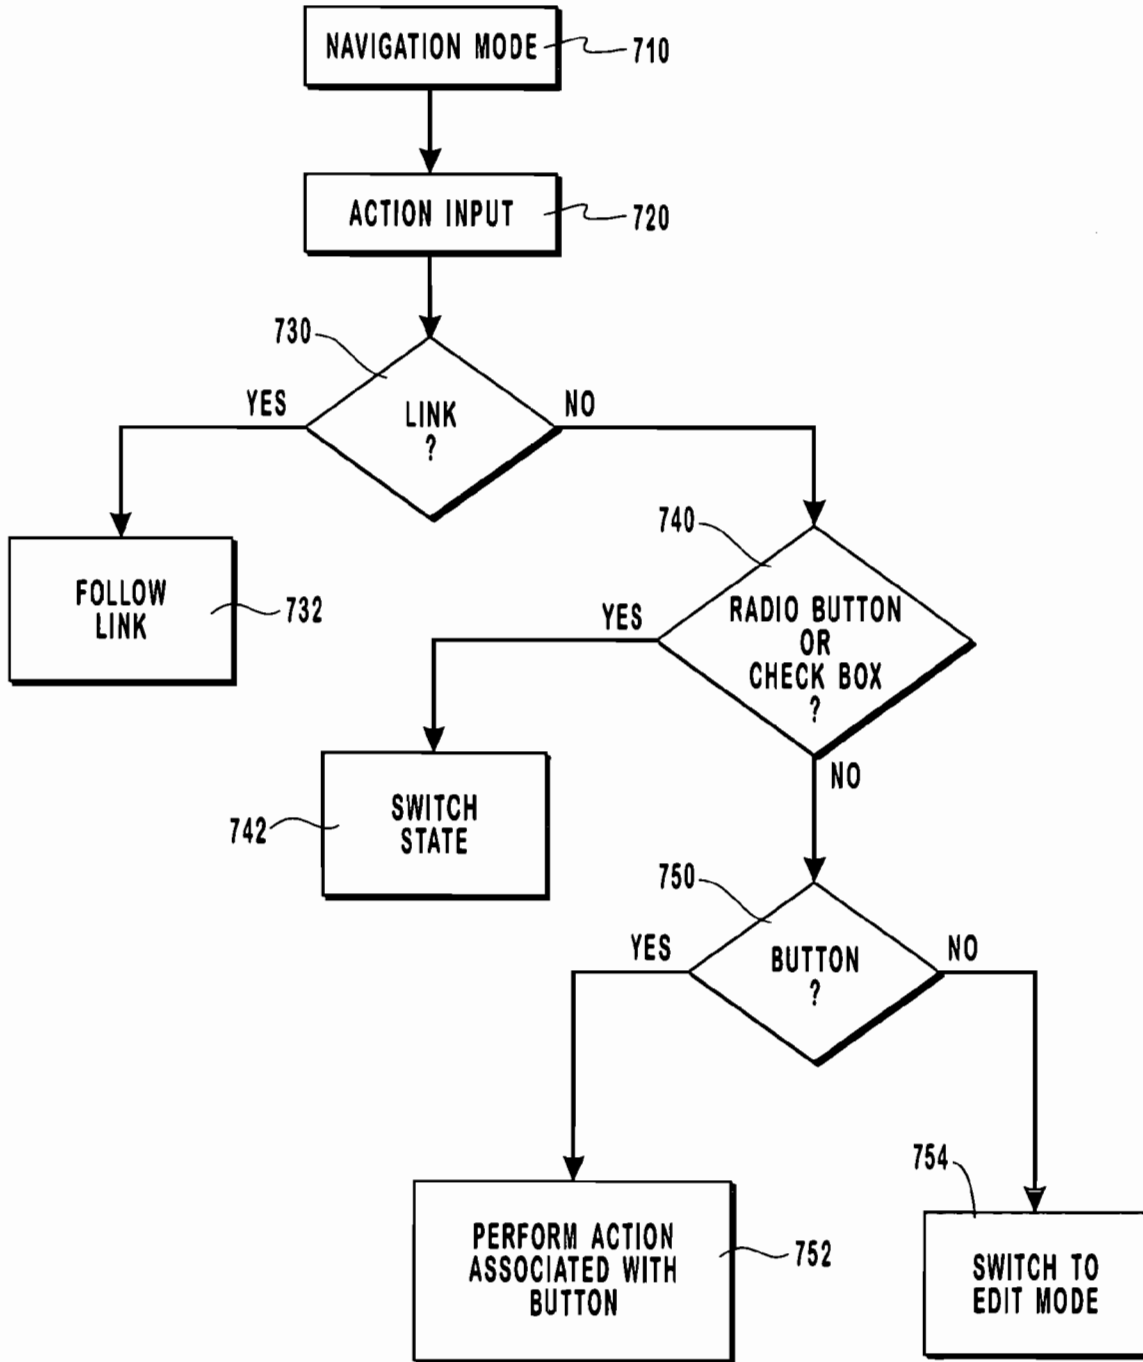 NAVIGATION MODE
710
ACTION INPUT
720
730
YES
LINK
?
NO
FOLLOW
LINK
732
740
YES
RADIO BUTTON
OR
CHECK BOX
?
NO
SWITCH
STATE
742
750
YES
BUTTON
?
NO
PERFORM ACTION
ASSOCIATED WITH
BUTTON
752
754
SWITCH TO
EDIT MODE